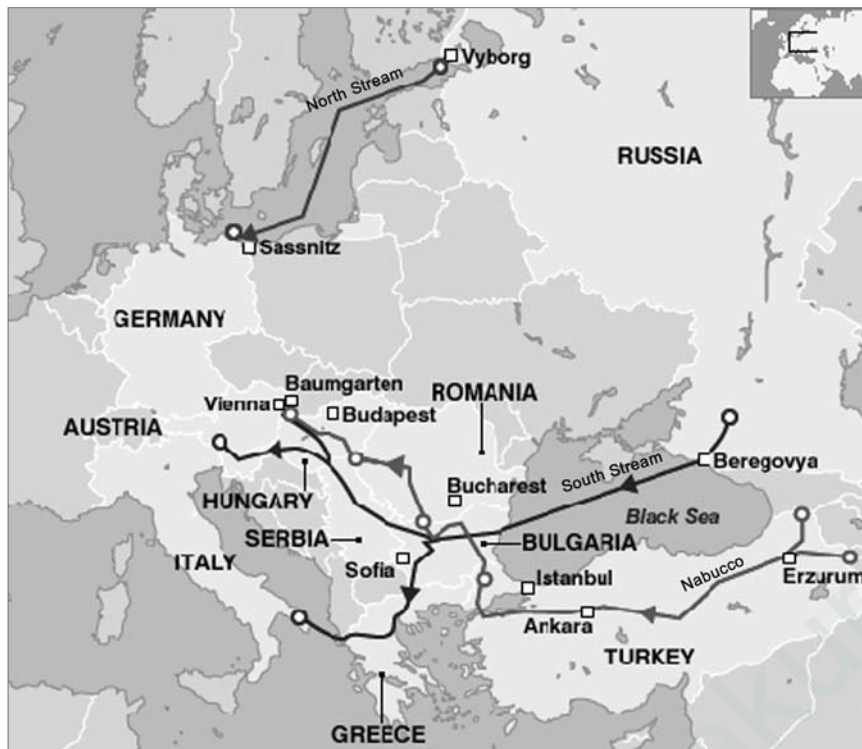 Vyborg
North Stream
RUSSIA
Sassnitz
GERMANY
Baumgarten
Vienna
ROMANIA
Budapest
AUSTRIA
Beregovya
South Stream
Bucharest
HUNGARY
Black Sea
SERBIA
BULGARIA
ITALY
Sofia
Nabucco
Istanbul
Erzurum
Ankara
TURKEY
GREECE